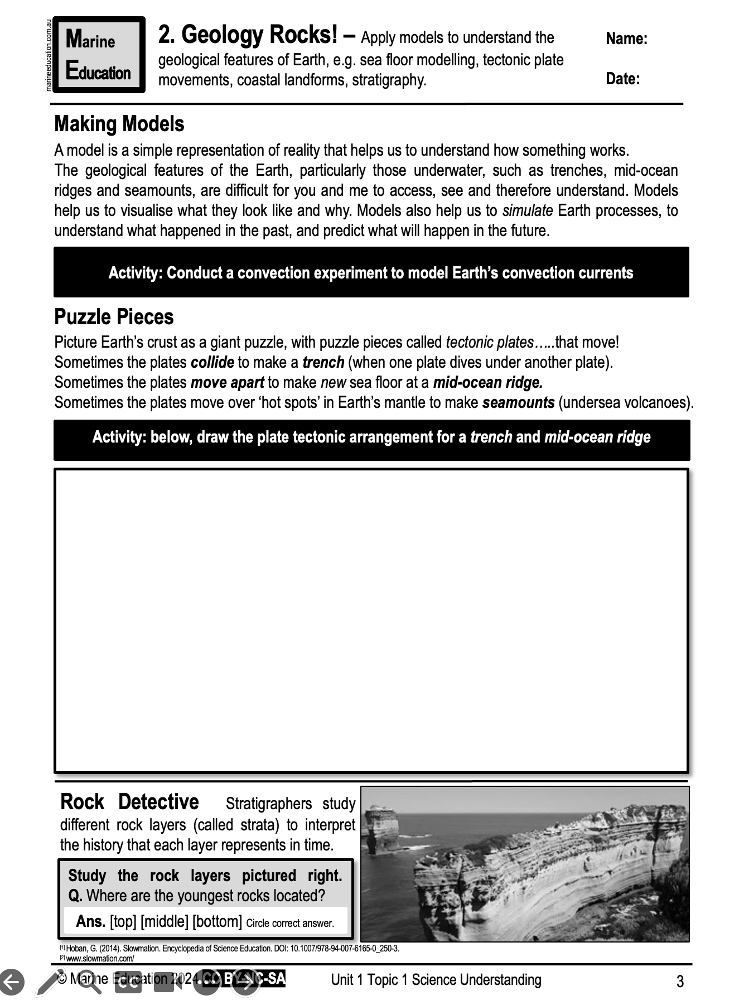 marineeducation.com.au
Marine
Education
2. Geology Rocks! – Apply models to understand the
geological features of Earth, e.g. sea floor modelling, tectonic plate
movements, coastal landforms, stratigraphy.
Name:
Date:
Making Models
A model is a simple representation of reality that helps us to understand how something works.
The geological features of the Earth, particularly those underwater, such as trenches, mid-ocean
ridges and seamounts, are difficult for you and me to access, see and therefore understand. Models
help us to visualise what they look like and why. Models also help us to simulate Earth processes, to
understand what happened in the past, and predict what will happen in the future.
Activity: Conduct a convection experiment to model Earth’s convection currents
Puzzle Pieces
Picture Earth’s crust as a giant puzzle, with puzzle pieces called tectonic plates…..that move!
Sometimes the plates collide to make a trench (when one plate dives under another plate).
Sometimes the plates move apart to make new sea floor at a mid-ocean ridge.
Sometimes the plates move over ‘hot spots’ in Earth’s mantle to make seamounts (undersea volcanoes).
Activity: below, draw the plate tectonic arrangement for a trench and mid-ocean ridge
Rock Detective Stratigraphers study
different rock layers (called strata) to interpret
the history that each layer represents in time.
Study the rock layers pictured right.
Q. Where are the youngest rocks located?
Ans. [top] [middle] [bottom] Circle correct answer.
[1] Hoban, G. (2014). Slowmation. Encyclopedia of Science Education. DOI: 10.1007/978-94-007-6165-0_250-3.
[2] www.slowmation.com/
© Marine Education 2024 CC BY-NC-SA
CC
Unit 1 Topic 1 Science Understanding
3